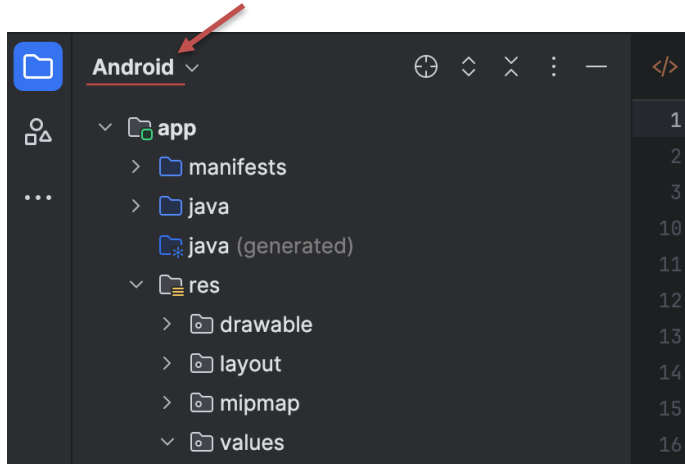 Android
app
manifests
java
java (generated)
res
drawable
layout
mipmap
values
</>
1
2
3
10
11
12
13
14
15
16